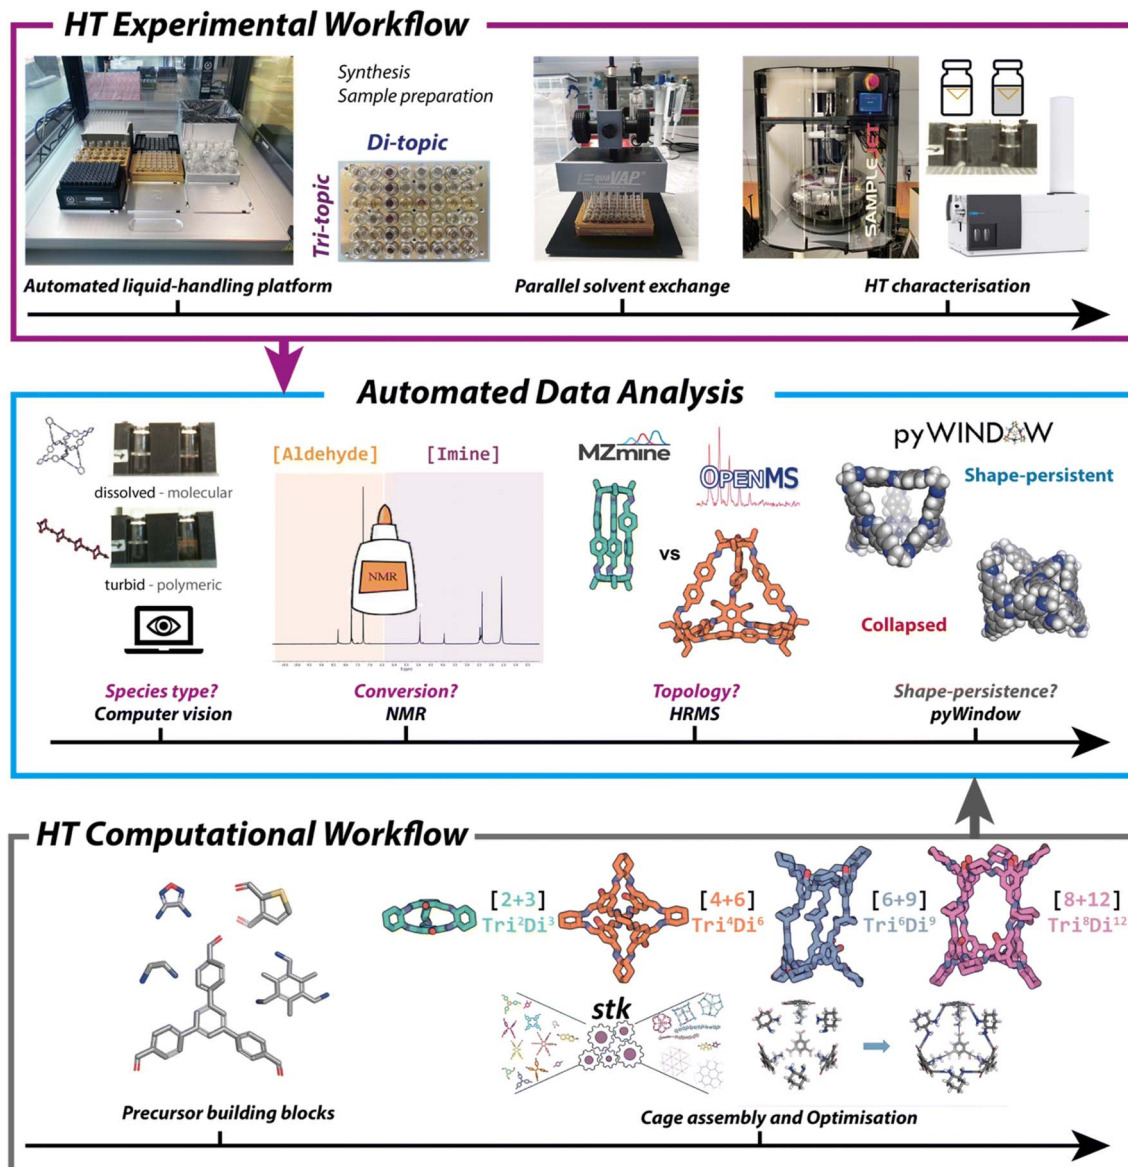 HT Experimental Workflow
Synthesis
Sample preparation
Di-topic
Tri-topic
EquaVAP®
SAMPLEJET
Automated liquid-handling platform
Parallel solvent exchange
HT characterisation
Automated Data Analysis
dissolved - molecular
turbid - polymeric
[Aldehyde]
[Imine]
NMR
MZmine
OPENMS
vs
pyWINDOW
Shape-persistent
Collapsed
Species type?
Computer vision
Conversion?
NMR
Topology?
HRMS
Shape-persistence?
pyWindow
HT Computational Workflow
[2+3]
Tri²Di³
[4+6]
Tri⁴Di⁶
[6+9]
Tri⁶Di⁹
[8+12]
Tri⁸Di¹²
stk
Precursor building blocks
Cage assembly and Optimisation